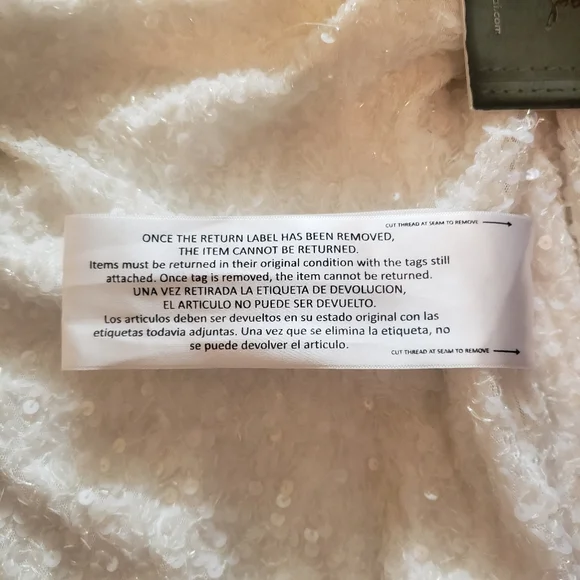 CUT THREAD AT SEAM TO REMOVE
ONCE THE RETURN LABEL HAS BEEN REMOVED,
THE ITEM CANNOT BE RETURNED.
Items must be returned in their original condition with the tags still
attached. Once tag is removed, the item cannot be returned.
UNA VEZ RETIRADA LA ETIQUETA DE DEVOLUCION,
EL ARTICULO NO PUEDE SER DEVUELTO.
Los articulos deben ser devueltos en su estado original con las
etiquetas todavia adjuntas. Una vez que se elimina la etiqueta, no
se puede devolver el articulo.
CUT THREAD AT SEAM TO REMOVE